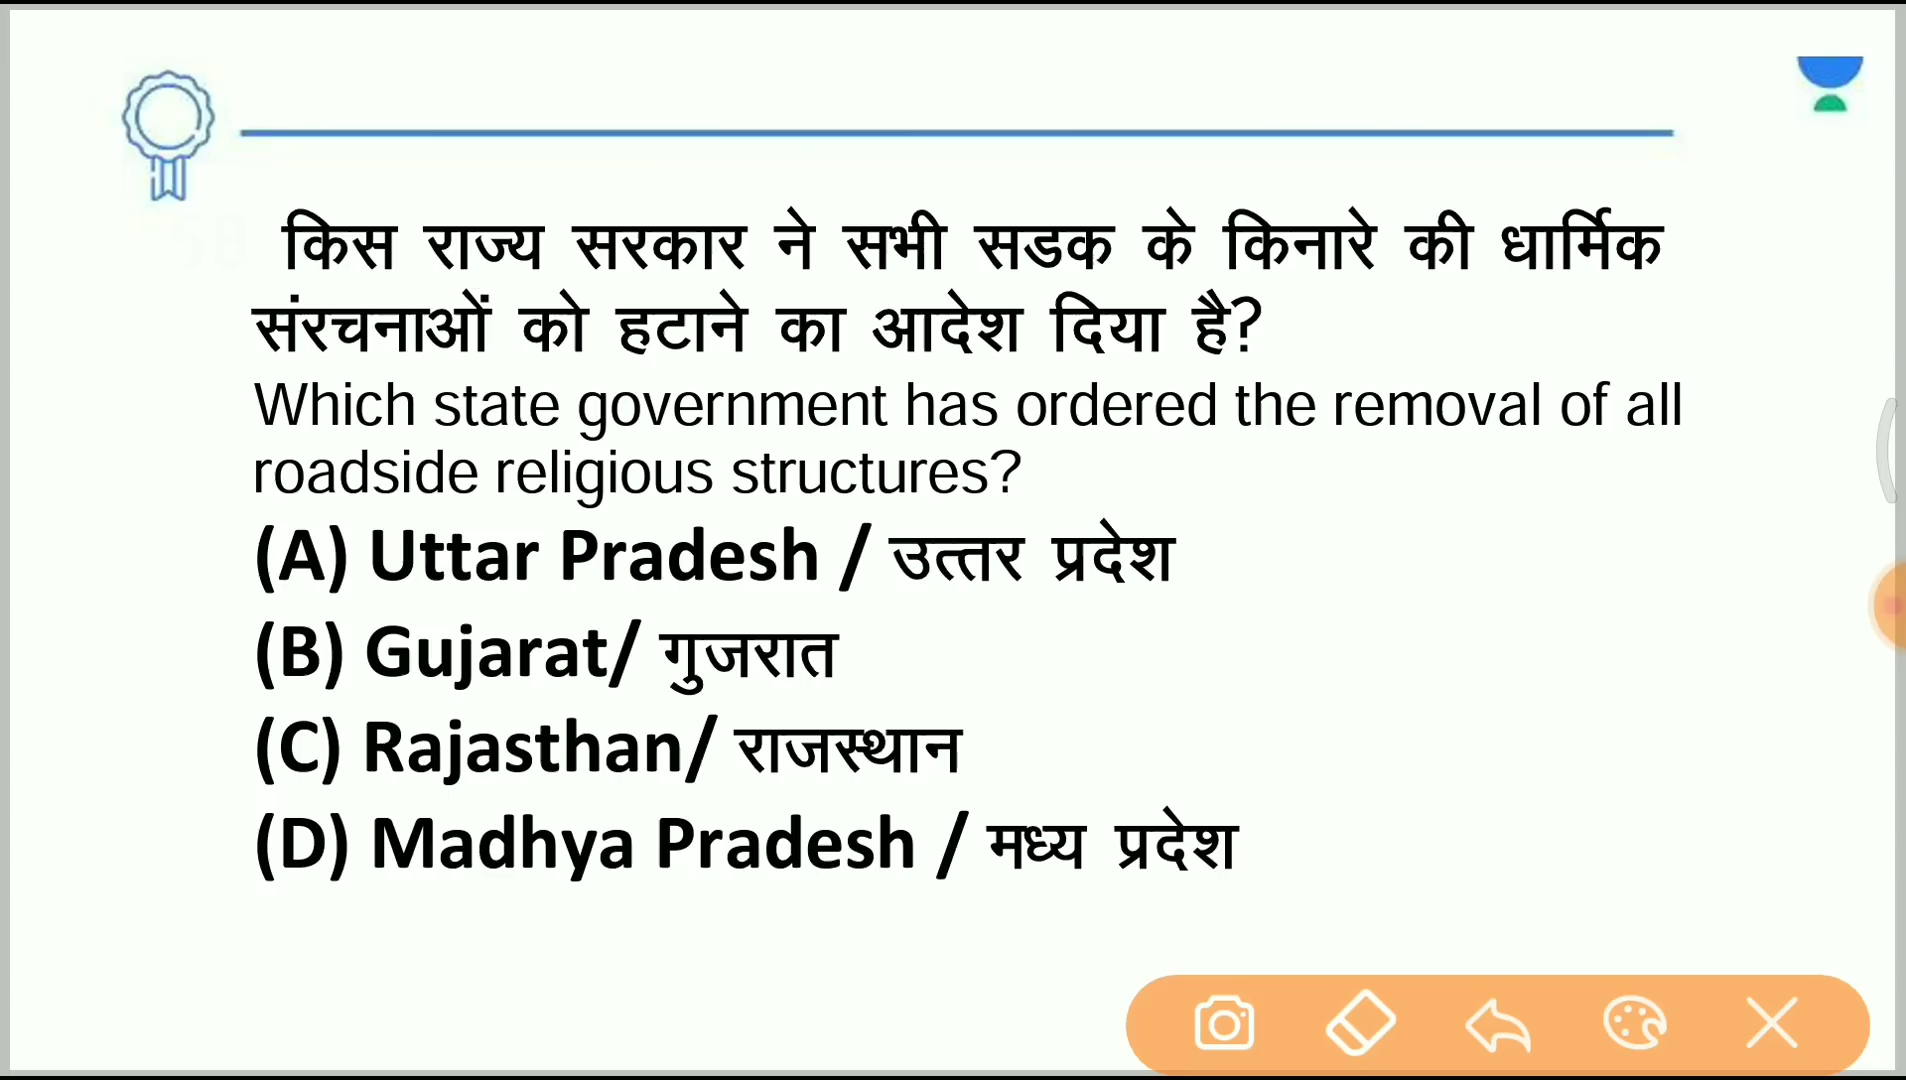 किस राज्य सरकार ने सभी सडक के किनारे की धार्मिक
संरचनाओं को हटाने का आदेश दिया है?
Which state government has ordered the removal of all
roadside religious structures?
(A) Uttar Pradesh / उत्तर प्रदेश
(B) Gujarat/ गुजरात
(C) Rajasthan/ राजस्थान
(D) Madhya Pradesh / मध्य प्रदेश